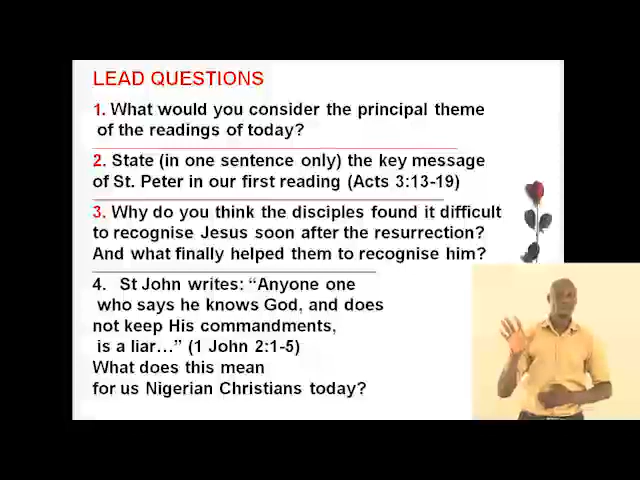 LEAD QUESTIONS
1. What would you consider the principal theme
of the readings of today?
2. State (in one sentence only) the key message
of St. Peter in our first reading (Acts 3:13-19)
3. Why do you think the disciples found it difficult
to recognise Jesus soon after the resurrection?
And what finally helped them to recognise him?
4. St John writes: “Anyone one
who says he knows God, and does
not keep His commandments,
is a liar…” (1 John 2:1-5)
What does this mean
for us Nigerian Christians today?